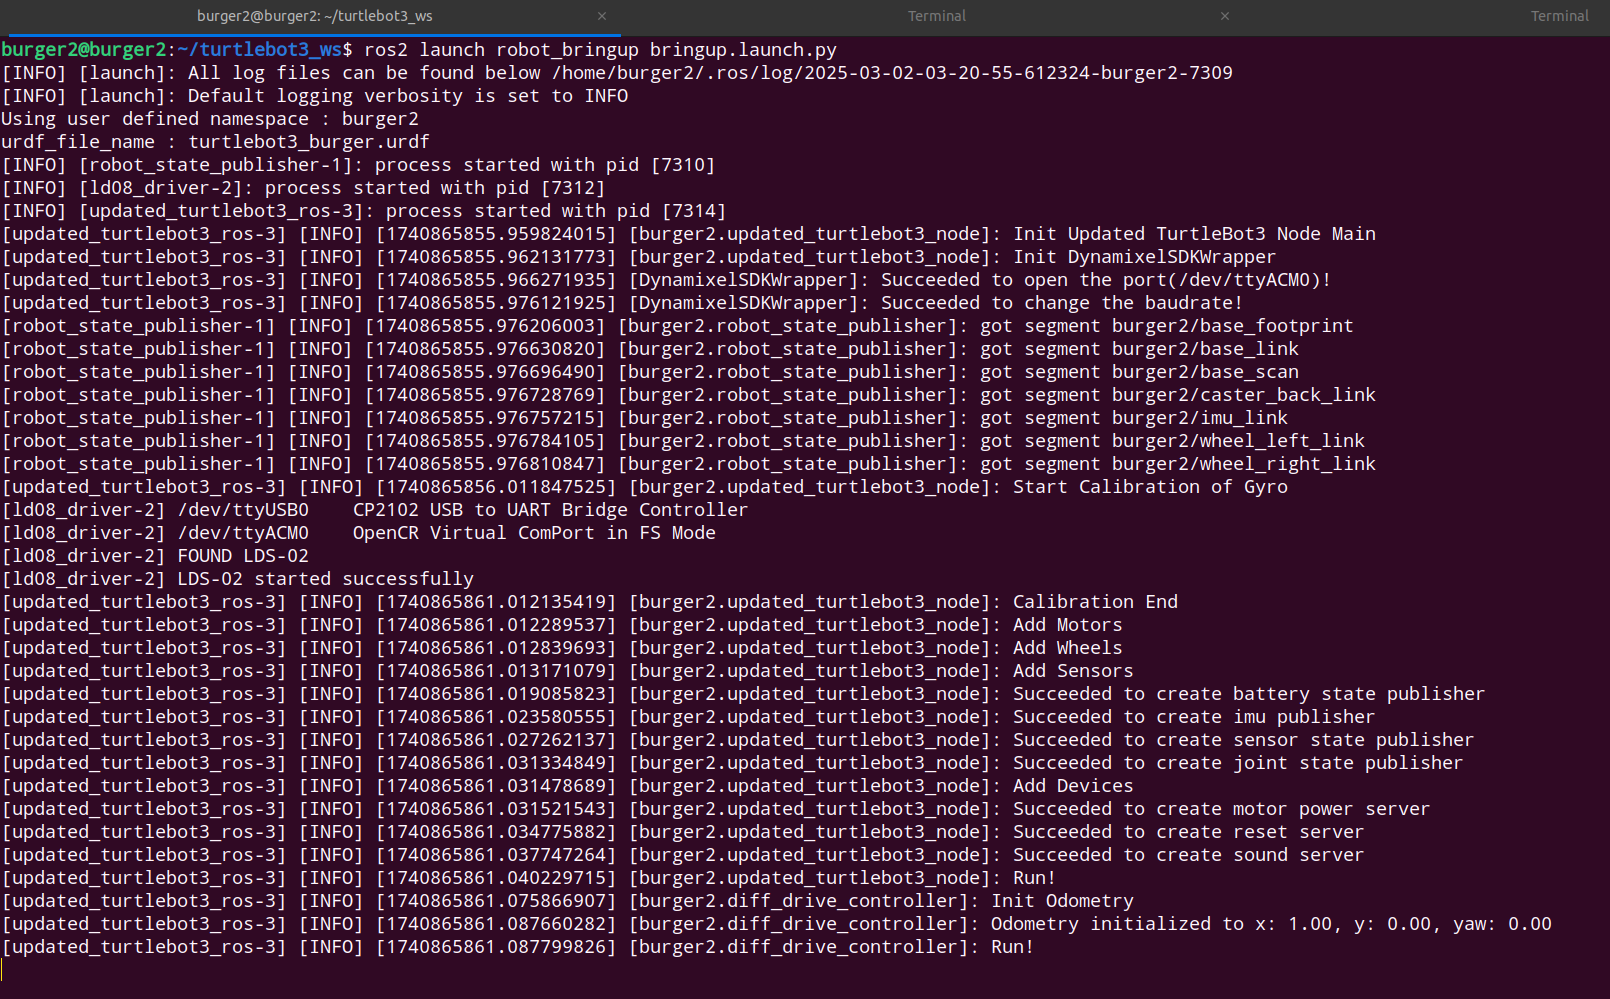 burger2@burger2: ~/turtlebot3_ws × Terminal × Terminal
burger2@burger2:~/turtlebot3_ws$ ros2 launch robot_bringup bringup.launch.py
[INFO] [launch]: All log files can be found below /home/burger2/.ros/log/2025-03-02-03-20-55-612324-burger2-7309
[INFO] [launch]: Default logging verbosity is set to INFO
Using user defined namespace : burger2
urdf_file_name : turtlebot3_burger.urdf
[INFO] [robot_state_publisher-1]: process started with pid [7310]
[INFO] [ld08_driver-2]: process started with pid [7312]
[INFO] [updated_turtlebot3_ros-3]: process started with pid [7314]
[updated_turtlebot3_ros-3] [INFO] [1740865855.959824015] [burger2.updated_turtlebot3_node]: Init Updated TurtleBot3 Node Main
[updated_turtlebot3_ros-3] [INFO] [1740865855.962131773] [burger2.updated_turtlebot3_node]: Init DynamixelSDKWrapper
[updated_turtlebot3_ros-3] [INFO] [1740865855.966271935] [DynamixelSDKWrapper]: Succeeded to open the port(/dev/ttyACM0)!
[updated_turtlebot3_ros-3] [INFO] [1740865855.976121925] [DynamixelSDKWrapper]: Succeeded to change the baudrate!
[robot_state_publisher-1] [INFO] [1740865855.976206003] [burger2.robot_state_publisher]: got segment burger2/base_footprint
[robot_state_publisher-1] [INFO] [1740865855.976630820] [burger2.robot_state_publisher]: got segment burger2/base_link
[robot_state_publisher-1] [INFO] [1740865855.976696490] [burger2.robot_state_publisher]: got segment burger2/base_scan
[robot_state_publisher-1] [INFO] [1740865855.976728769] [burger2.robot_state_publisher]: got segment burger2/caster_back_link
[robot_state_publisher-1] [INFO] [1740865855.976757215] [burger2.robot_state_publisher]: got segment burger2/imu_link
[robot_state_publisher-1] [INFO] [1740865855.976784105] [burger2.robot_state_publisher]: got segment burger2/wheel_left_link
[robot_state_publisher-1] [INFO] [1740865855.976810847] [burger2.robot_state_publisher]: got segment burger2/wheel_right_link
[updated_turtlebot3_ros-3] [INFO] [1740865856.011847525] [burger2.updated_turtlebot3_node]: Start Calibration of Gyro
[ld08_driver-2] /dev/ttyUSB0    CP2102 USB to UART Bridge Controller
[ld08_driver-2] /dev/ttyACM0    OpenCR Virtual ComPort in FS Mode
[ld08_driver-2] FOUND LDS-02
[ld08_driver-2] LDS-02 started successfully
[updated_turtlebot3_ros-3] [INFO] [1740865861.012135419] [burger2.updated_turtlebot3_node]: Calibration End
[updated_turtlebot3_ros-3] [INFO] [1740865861.012289537] [burger2.updated_turtlebot3_node]: Add Motors
[updated_turtlebot3_ros-3] [INFO] [1740865861.012839693] [burger2.updated_turtlebot3_node]: Add Wheels
[updated_turtlebot3_ros-3] [INFO] [1740865861.013171079] [burger2.updated_turtlebot3_node]: Add Sensors
[updated_turtlebot3_ros-3] [INFO] [1740865861.019085823] [burger2.updated_turtlebot3_node]: Succeeded to create battery state publisher
[updated_turtlebot3_ros-3] [INFO] [1740865861.023580555] [burger2.updated_turtlebot3_node]: Succeeded to create imu publisher
[updated_turtlebot3_ros-3] [INFO] [1740865861.027262137] [burger2.updated_turtlebot3_node]: Succeeded to create sensor state publisher
[updated_turtlebot3_ros-3] [INFO] [1740865861.031334849] [burger2.updated_turtlebot3_node]: Succeeded to create joint state publisher
[updated_turtlebot3_ros-3] [INFO] [1740865861.031478689] [burger2.updated_turtlebot3_node]: Add Devices
[updated_turtlebot3_ros-3] [INFO] [1740865861.031521543] [burger2.updated_turtlebot3_node]: Succeeded to create motor power server
[updated_turtlebot3_ros-3] [INFO] [1740865861.034775882] [burger2.updated_turtlebot3_node]: Succeeded to create reset server
[updated_turtlebot3_ros-3] [INFO] [1740865861.037747264] [burger2.updated_turtlebot3_node]: Succeeded to create sound server
[updated_turtlebot3_ros-3] [INFO] [1740865861.040229715] [burger2.updated_turtlebot3_node]: Run!
[updated_turtlebot3_ros-3] [INFO] [1740865861.075866907] [burger2.diff_drive_controller]: Init Odometry
[updated_turtlebot3_ros-3] [INFO] [1740865861.087660282] [burger2.diff_drive_controller]: Odometry initialized to x: 1.00, y: 0.00, yaw: 0.00
[updated_turtlebot3_ros-3] [INFO] [1740865861.087799826] [burger2.diff_drive_controller]: Run!